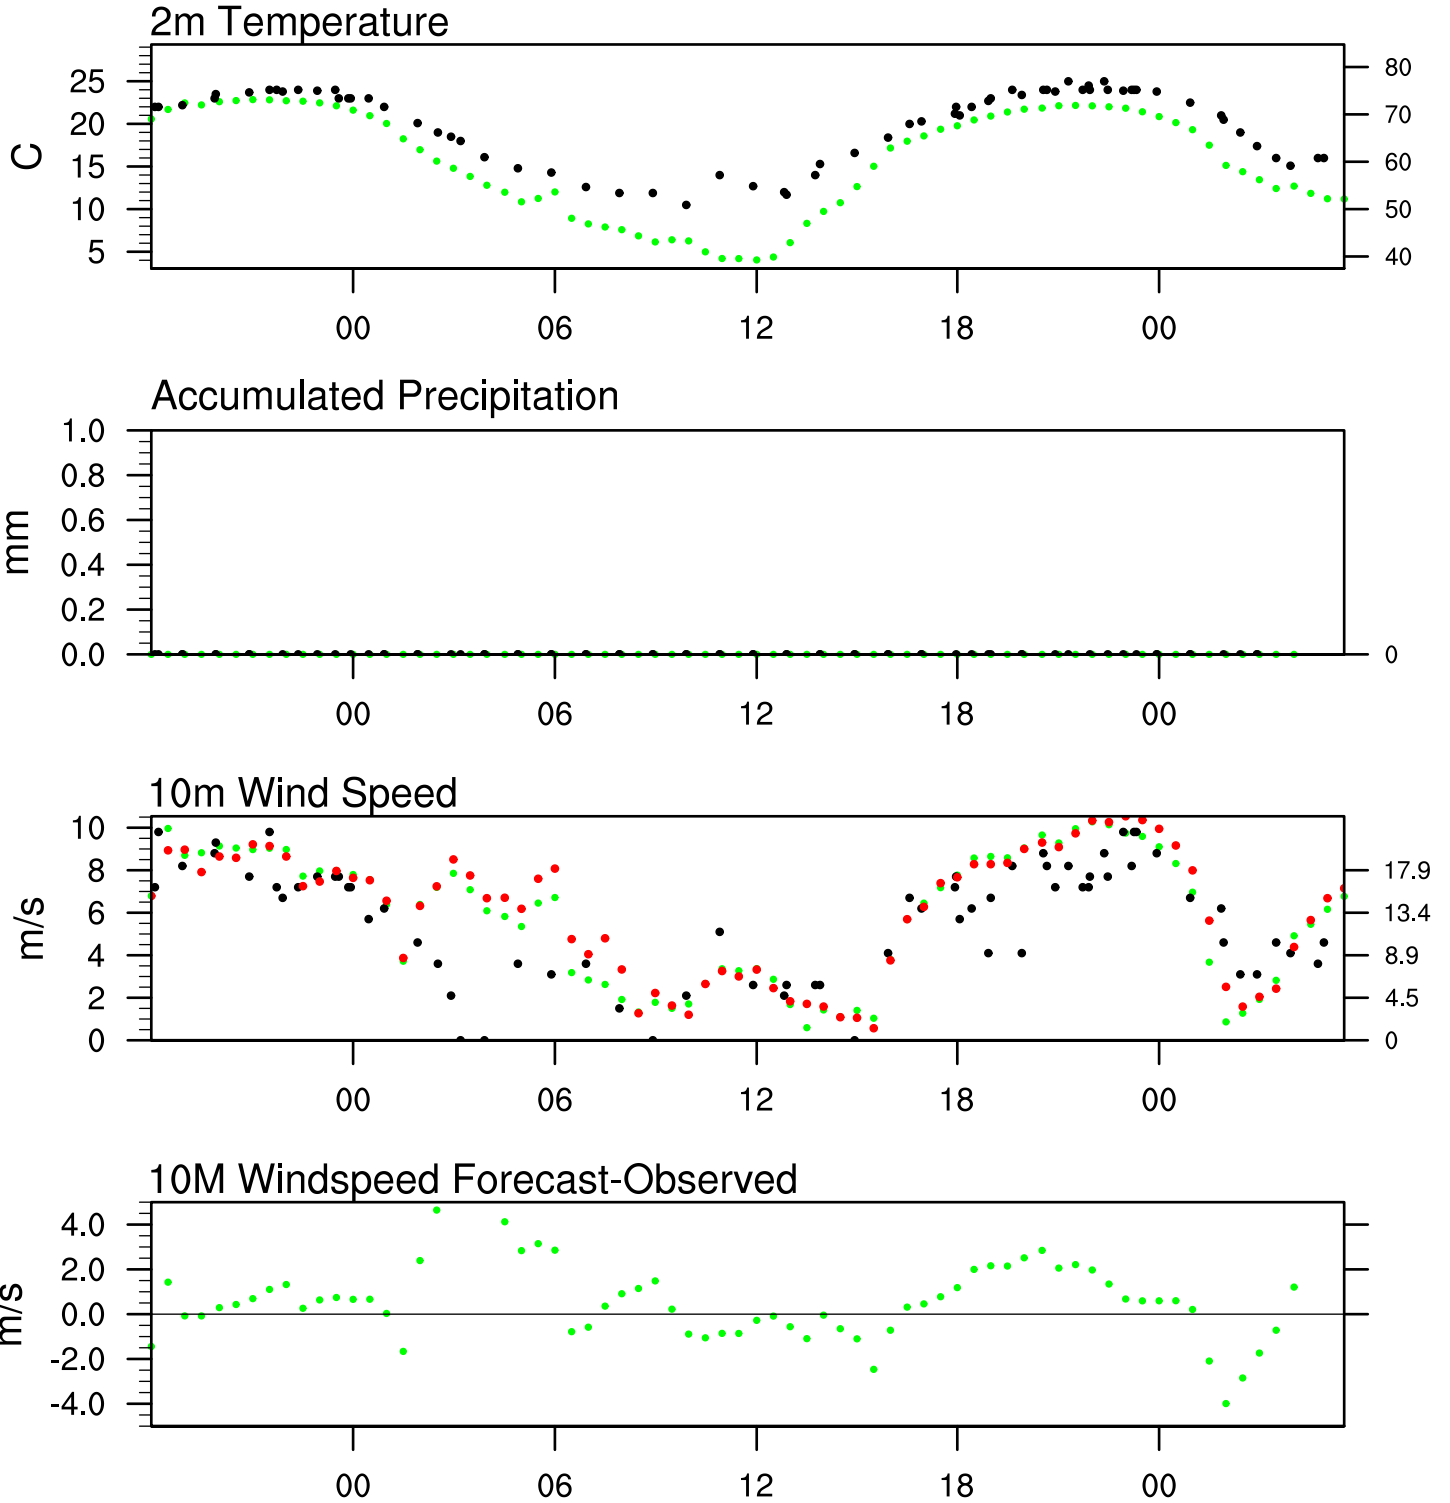 2m Temperature
25
20
15
10
5
C
80
70
60
50
40
00 06 12 18 00
Accumulated Precipitation
1.0
0.8
0.6
0.4
0.2
0.0
mm
0
00 06 12 18 00
10m Wind Speed
10
8
6
4
2
0
m/s
17.9
13.4
8.9
4.5
0
00 06 12 18 00
10M Windspeed Forecast-Observed
4.0
2.0
0.0
-2.0
-4.0
m/s
00 06 12 18 00